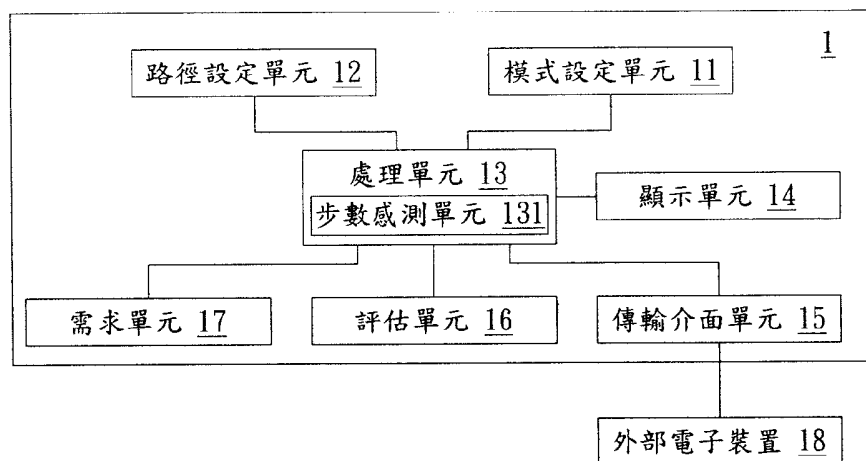 1
路徑設定單元 12
模式設定單元 11
處理單元 13
步數感測單元 131
顯示單元 14
需求單元 17
評估單元 16
傳輸介面單元 15
外部電子裝置 18